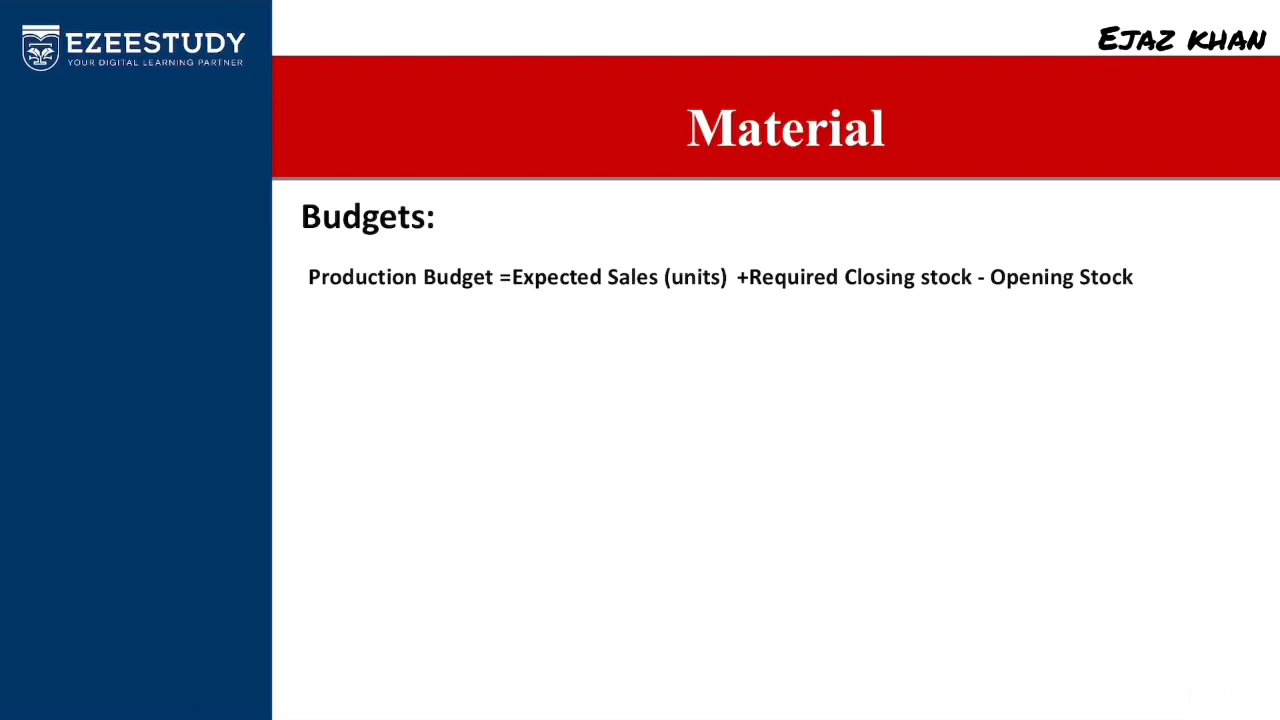 EZEESTUDY
YOUR DIGITAL LEARNING PARTNER
Ejaz khan
Material
Budgets:
Production Budget =Expected Sales (units) +Required Closing stock - Opening Stock